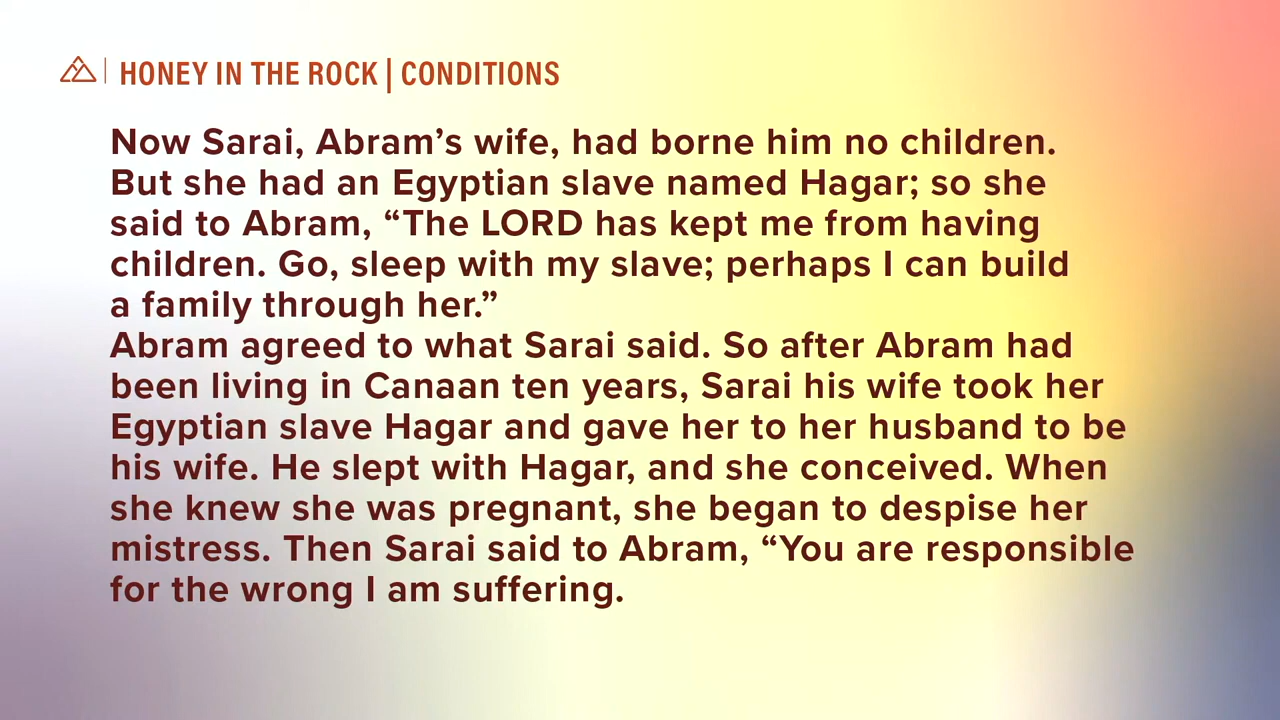 HONEY IN THE ROCK | CONDITIONS
Now Sarai, Abram’s wife, had borne him no children.
But she had an Egyptian slave named Hagar; so she
said to Abram, “The LORD has kept me from having
children. Go, sleep with my slave; perhaps I can build
a family through her.”
Abram agreed to what Sarai said. So after Abram had
been living in Canaan ten years, Sarai his wife took her
Egyptian slave Hagar and gave her to her husband to be
his wife. He slept with Hagar, and she conceived. When
she knew she was pregnant, she began to despise her
mistress. Then Sarai said to Abram, “You are responsible
for the wrong I am suffering.